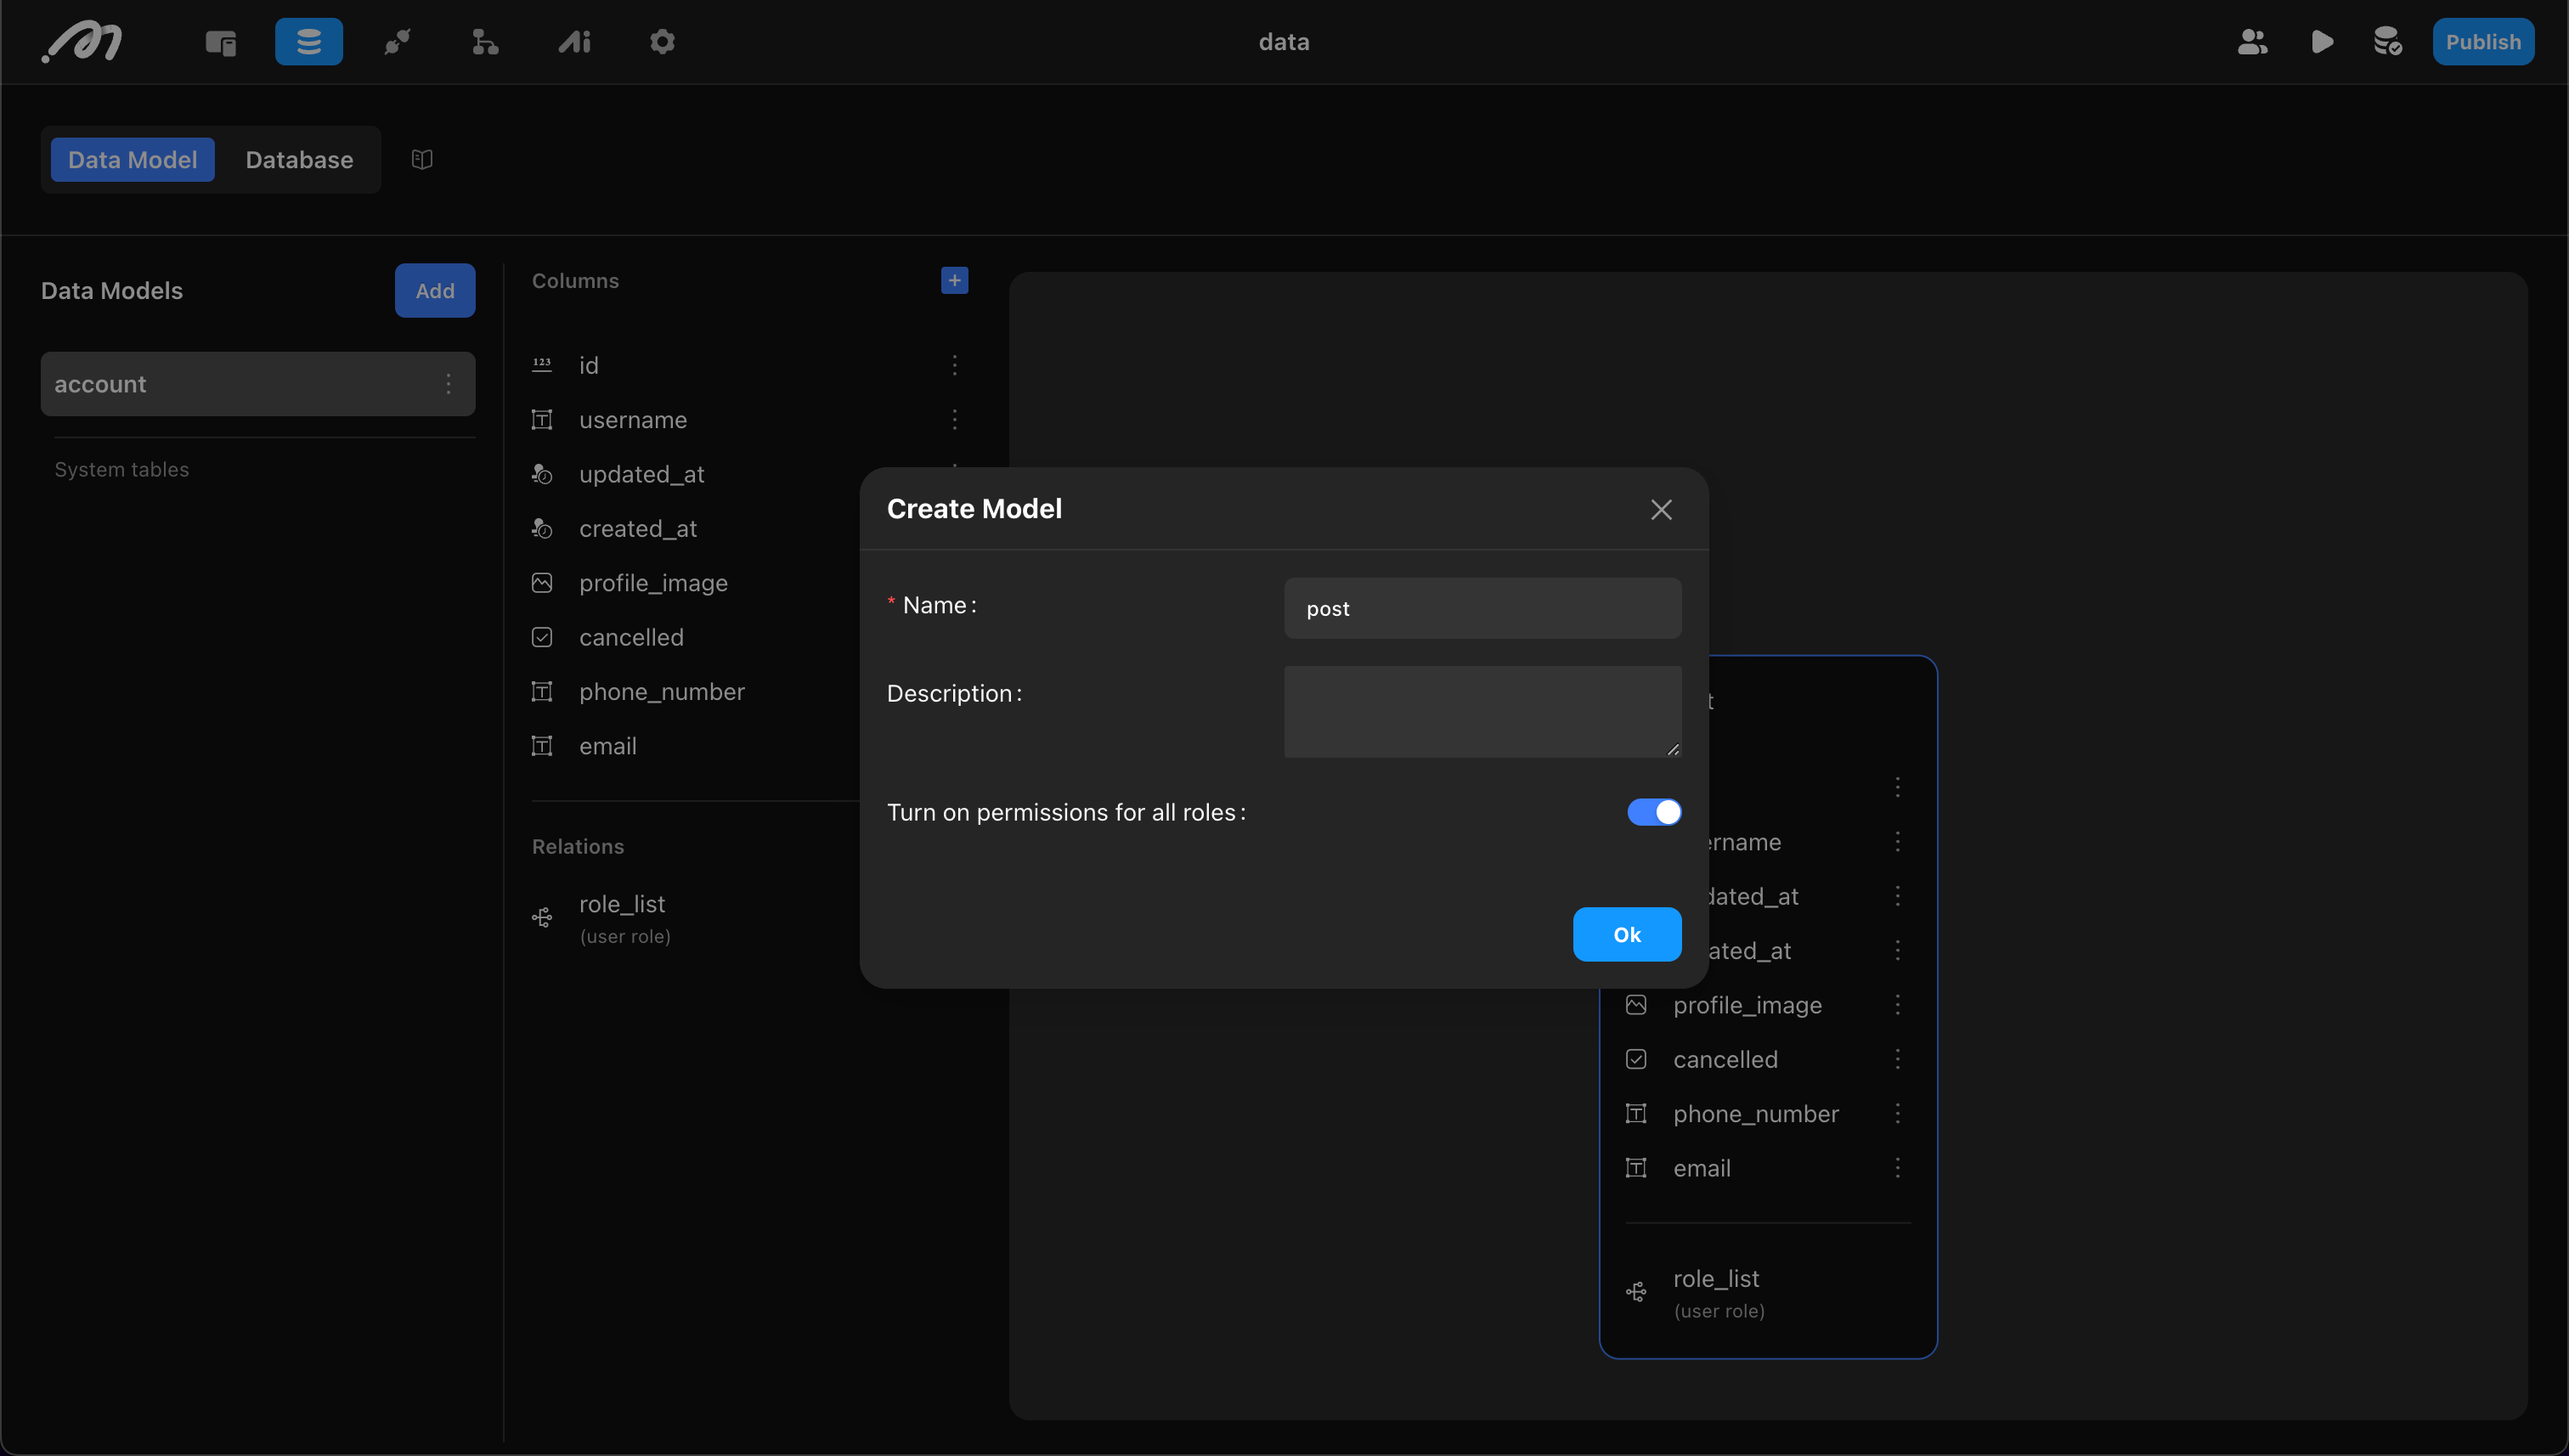 data
Publish
Data Model
Database
Data Models
Add
account
System tables
Columns
id
username
updated_at
created_at
profile_image
cancelled
phone_number
email
Relations
role_list
(user role)
Create Model
* Name :
post
Description :
Turn on permissions for all roles :
Ok
t
rname
dated_at
ated_at
profile_image
cancelled
phone_number
email
role_list
(user role)